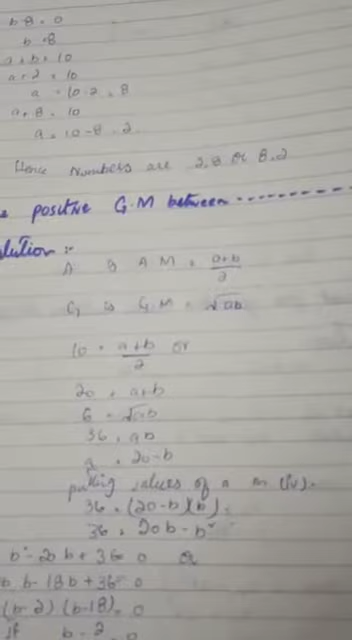 b-8 = 0
b = 8
a+b = 10
a+2 = 10
a = 10-2 = 8
a+8 = 10
a = 10-8 = 2
Hence Numbers are 2,8 or 8,2
positive G.M between ------
lution :-
A is A M = a+b/2
G is G.M = √ab
10 = a+b/2 or
20 = a+b
6 = √ab
36 = ab
a = 20-b
putting values of a in (iv).
36 = (20-b)(b)
36 = 20b - b²
b² - 20b + 36 = 0 or
b - 18b + 36 = 0
(b-2) (b-18) = 0
If b - 2 = 0